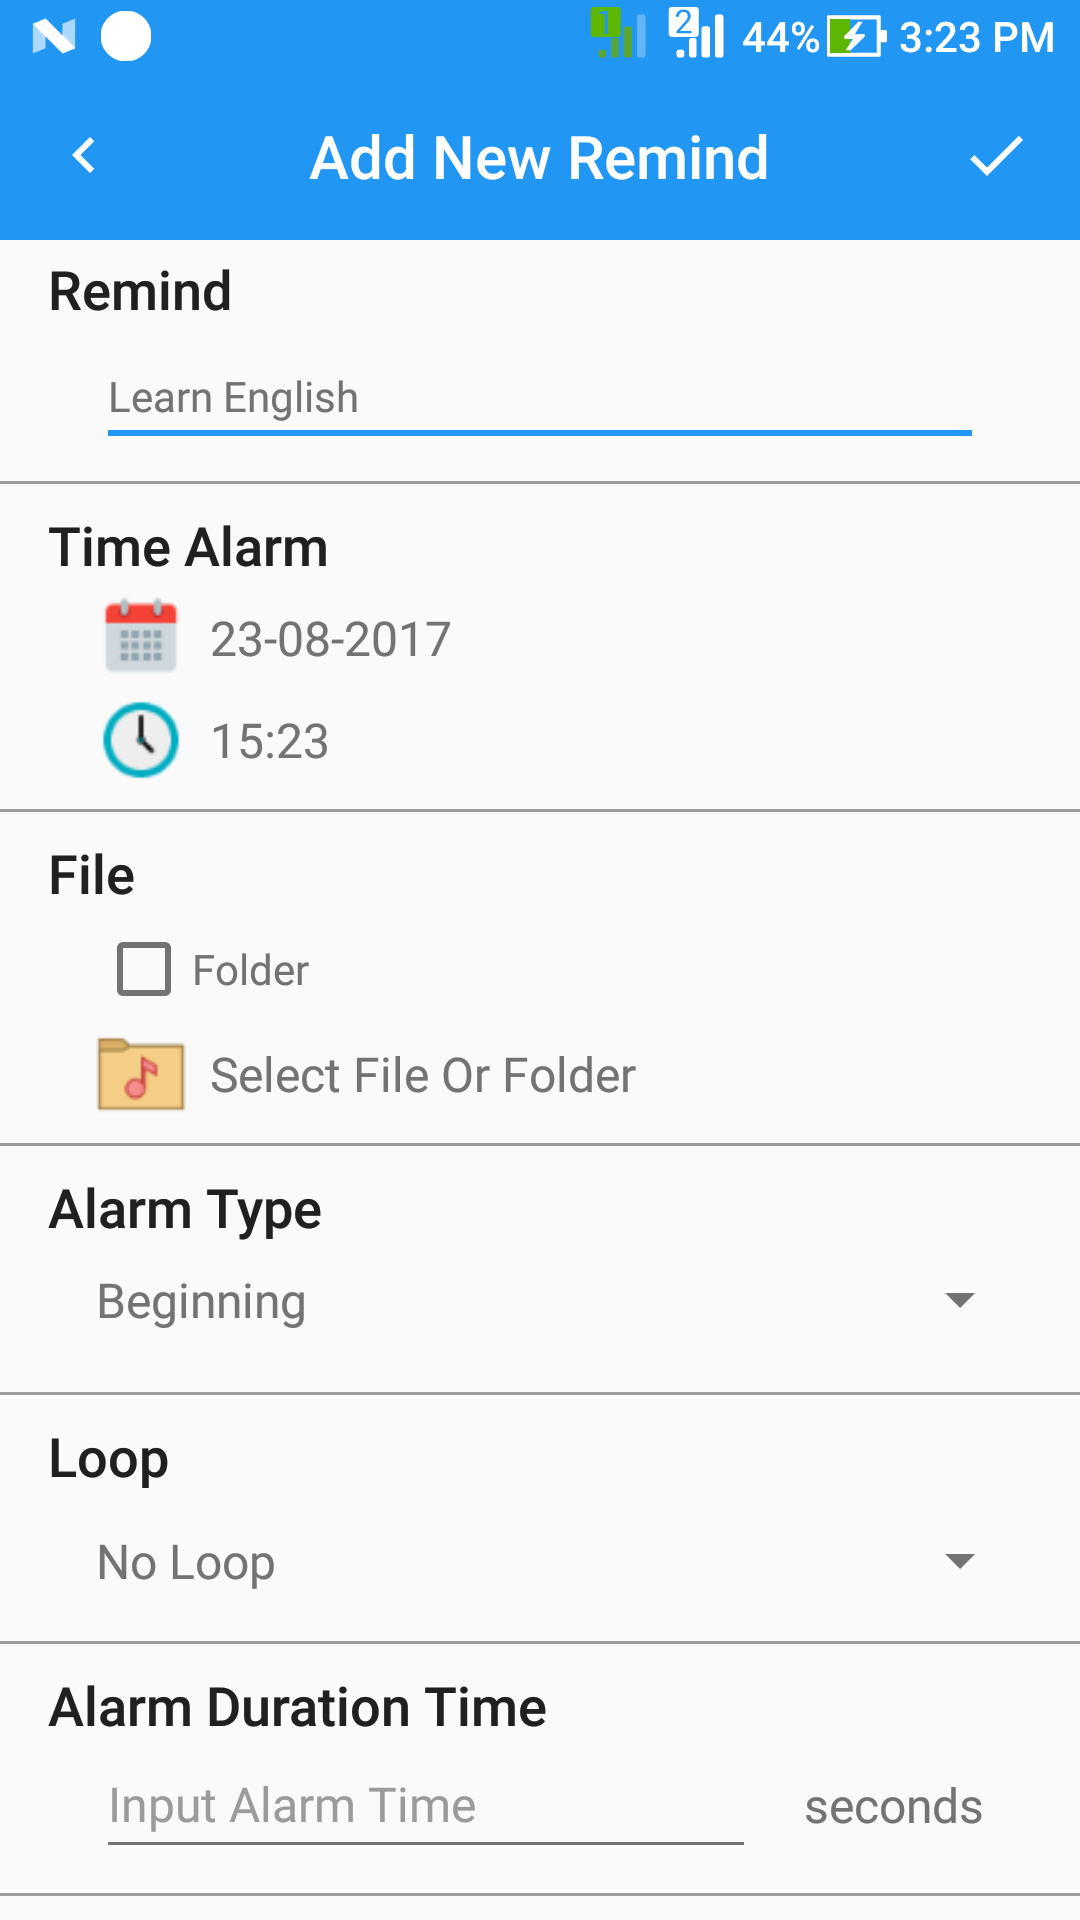 1 2 44% 3:23 PM
Add New Remind
Remind
Learn English
Time Alarm
23-08-2017
15:23
File
Folder
Select File Or Folder
Alarm Type
Beginning
Loop
No Loop
Alarm Duration Time
Input Alarm Time seconds